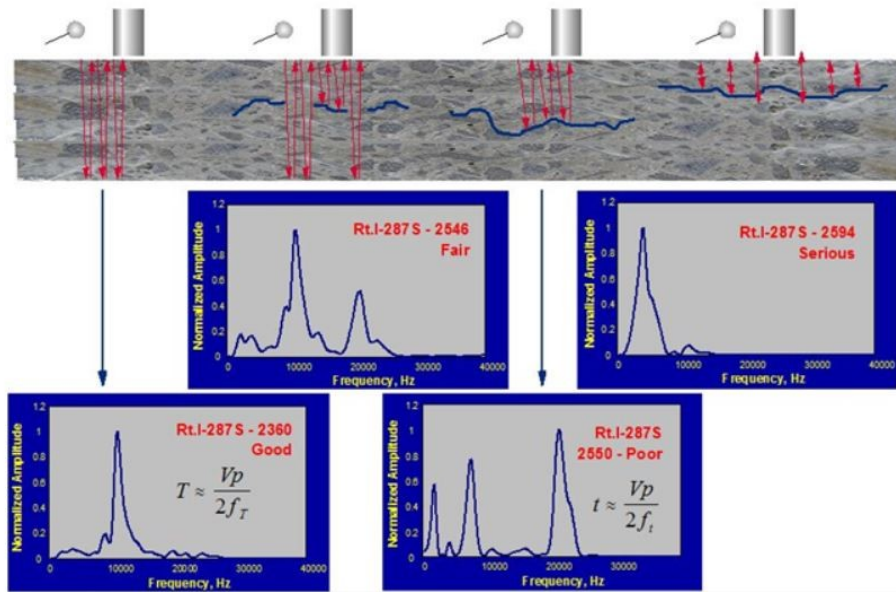 Rt.I-287S - 2546
Fair
Normalized Amplitude
1.2
1
0.8
0.6
0.4
0.2
0
0
10000
20000
30000
40000
Frequency, Hz
Rt.I-287S - 2594
Serious
Normalized Amplitude
1.2
1
0.8
0.6
0.4
0.2
0
0
10000
20000
30000
40000
Frequency, Hz
Rt.I-287S - 2360
Good
T ≈ Vp / 2f_T
Normalized Amplitude
1.2
1
0.8
0.6
0.4
0.2
0
0
10000
20000
30000
40000
Frequency, Hz
Rt.I-287S
2550 - Poor
t ≈ Vp / 2f_t
Normalized Amplitude
1.2
1
0.8
0.6
0.4
0.2
0
0
10000
20000
30000
40000
Frequency, Hz